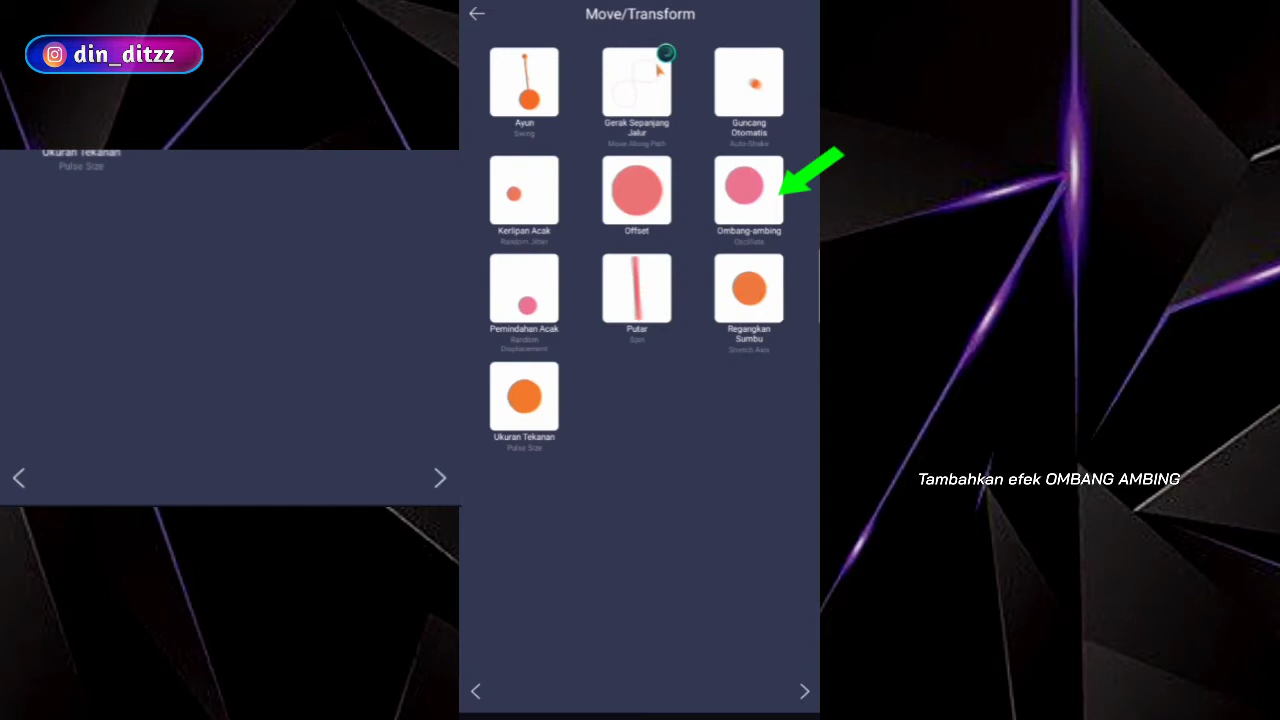 din_ditzz
Ukuran Tekanan
Pulse Size
Move/Transform
Ayun
Swing
Gerak Sepanjang
Jalur
Move Along Path
Guncang
Otomatis
Auto-Shake
Kerlipan Acak
Random Jitter
Offset
Ombang-ambing
Oscillate
Pemindahan Acak
Random
Displacement
Putar
Spin
Regangkan
Sumbu
Stretch Axis
Ukuran Tekanan
Pulse Size
Tambahkan efek OMBANG AMBING